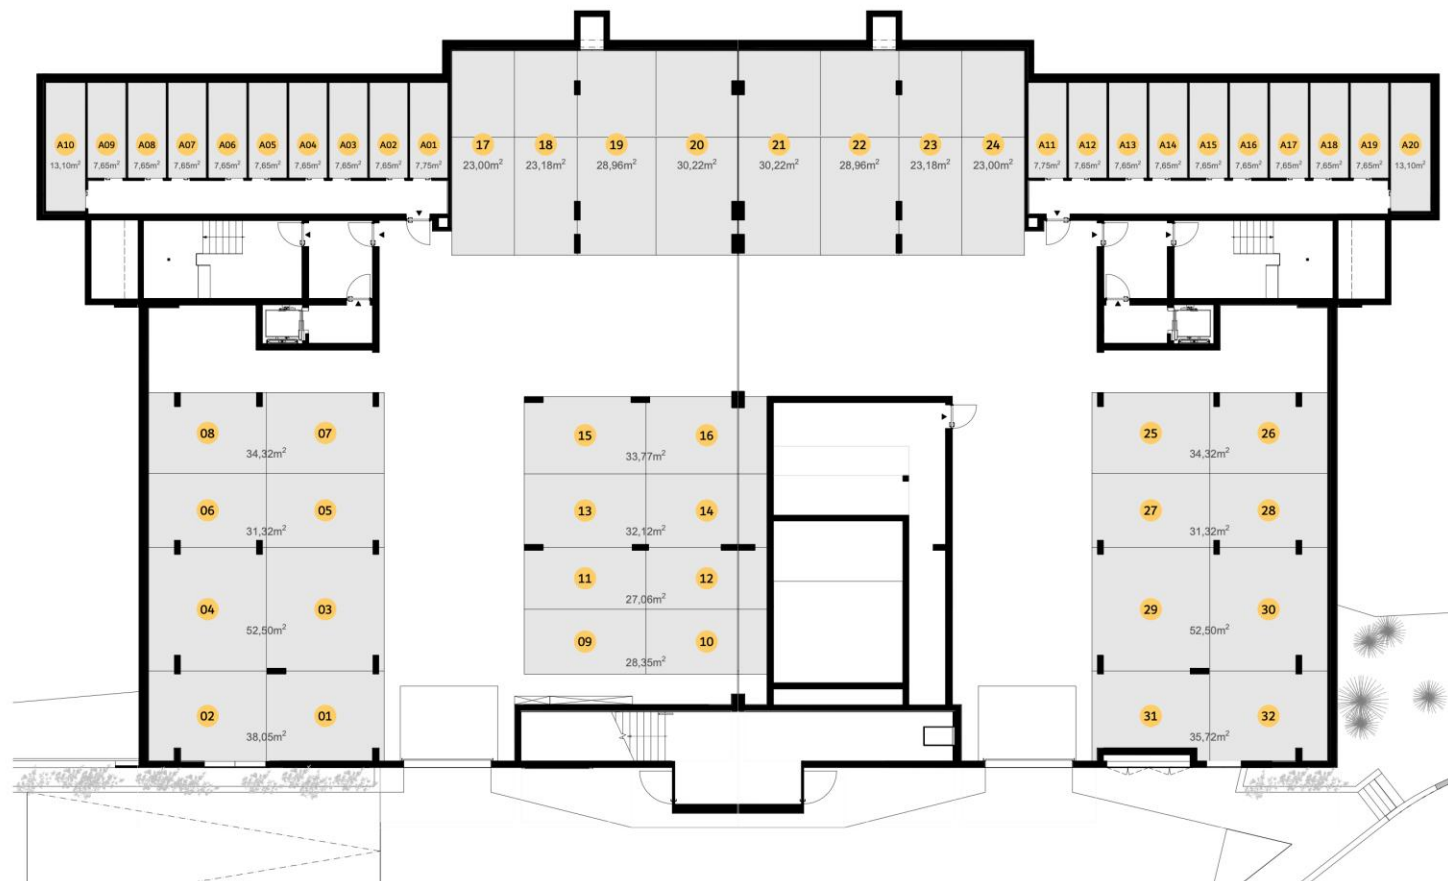 A10 A09 A08 A07 A06 A05 A04 A03 A02 A01
13,10m² 7,65m² 7,65m² 7,65m² 7,65m² 7,65m² 7,65m² 7,65m² 7,65m² 7,75m²
17 18 19 20 21 22 23 24
23,00m² 23,18m² 28,96m² 30,22m² 30,22m² 28,96m² 23,18m² 23,00m²
A11 A12 A13 A14 A15 A16 A17 A18 A19 A20
7,75m² 7,65m² 7,65m² 7,65m² 7,65m² 7,65m² 7,65m² 7,65m² 7,65m² 13,10m²
08 07
34,32m²
06 05
31,32m²
04 03
52,50m²
02 01
38,05m²
15 16
33,77m²
13 14
32,12m²
11 12
27,06m²
09 10
28,35m²
25 26
34,32m²
27 28
31,32m²
29 30
52,50m²
31 32
35,72m²